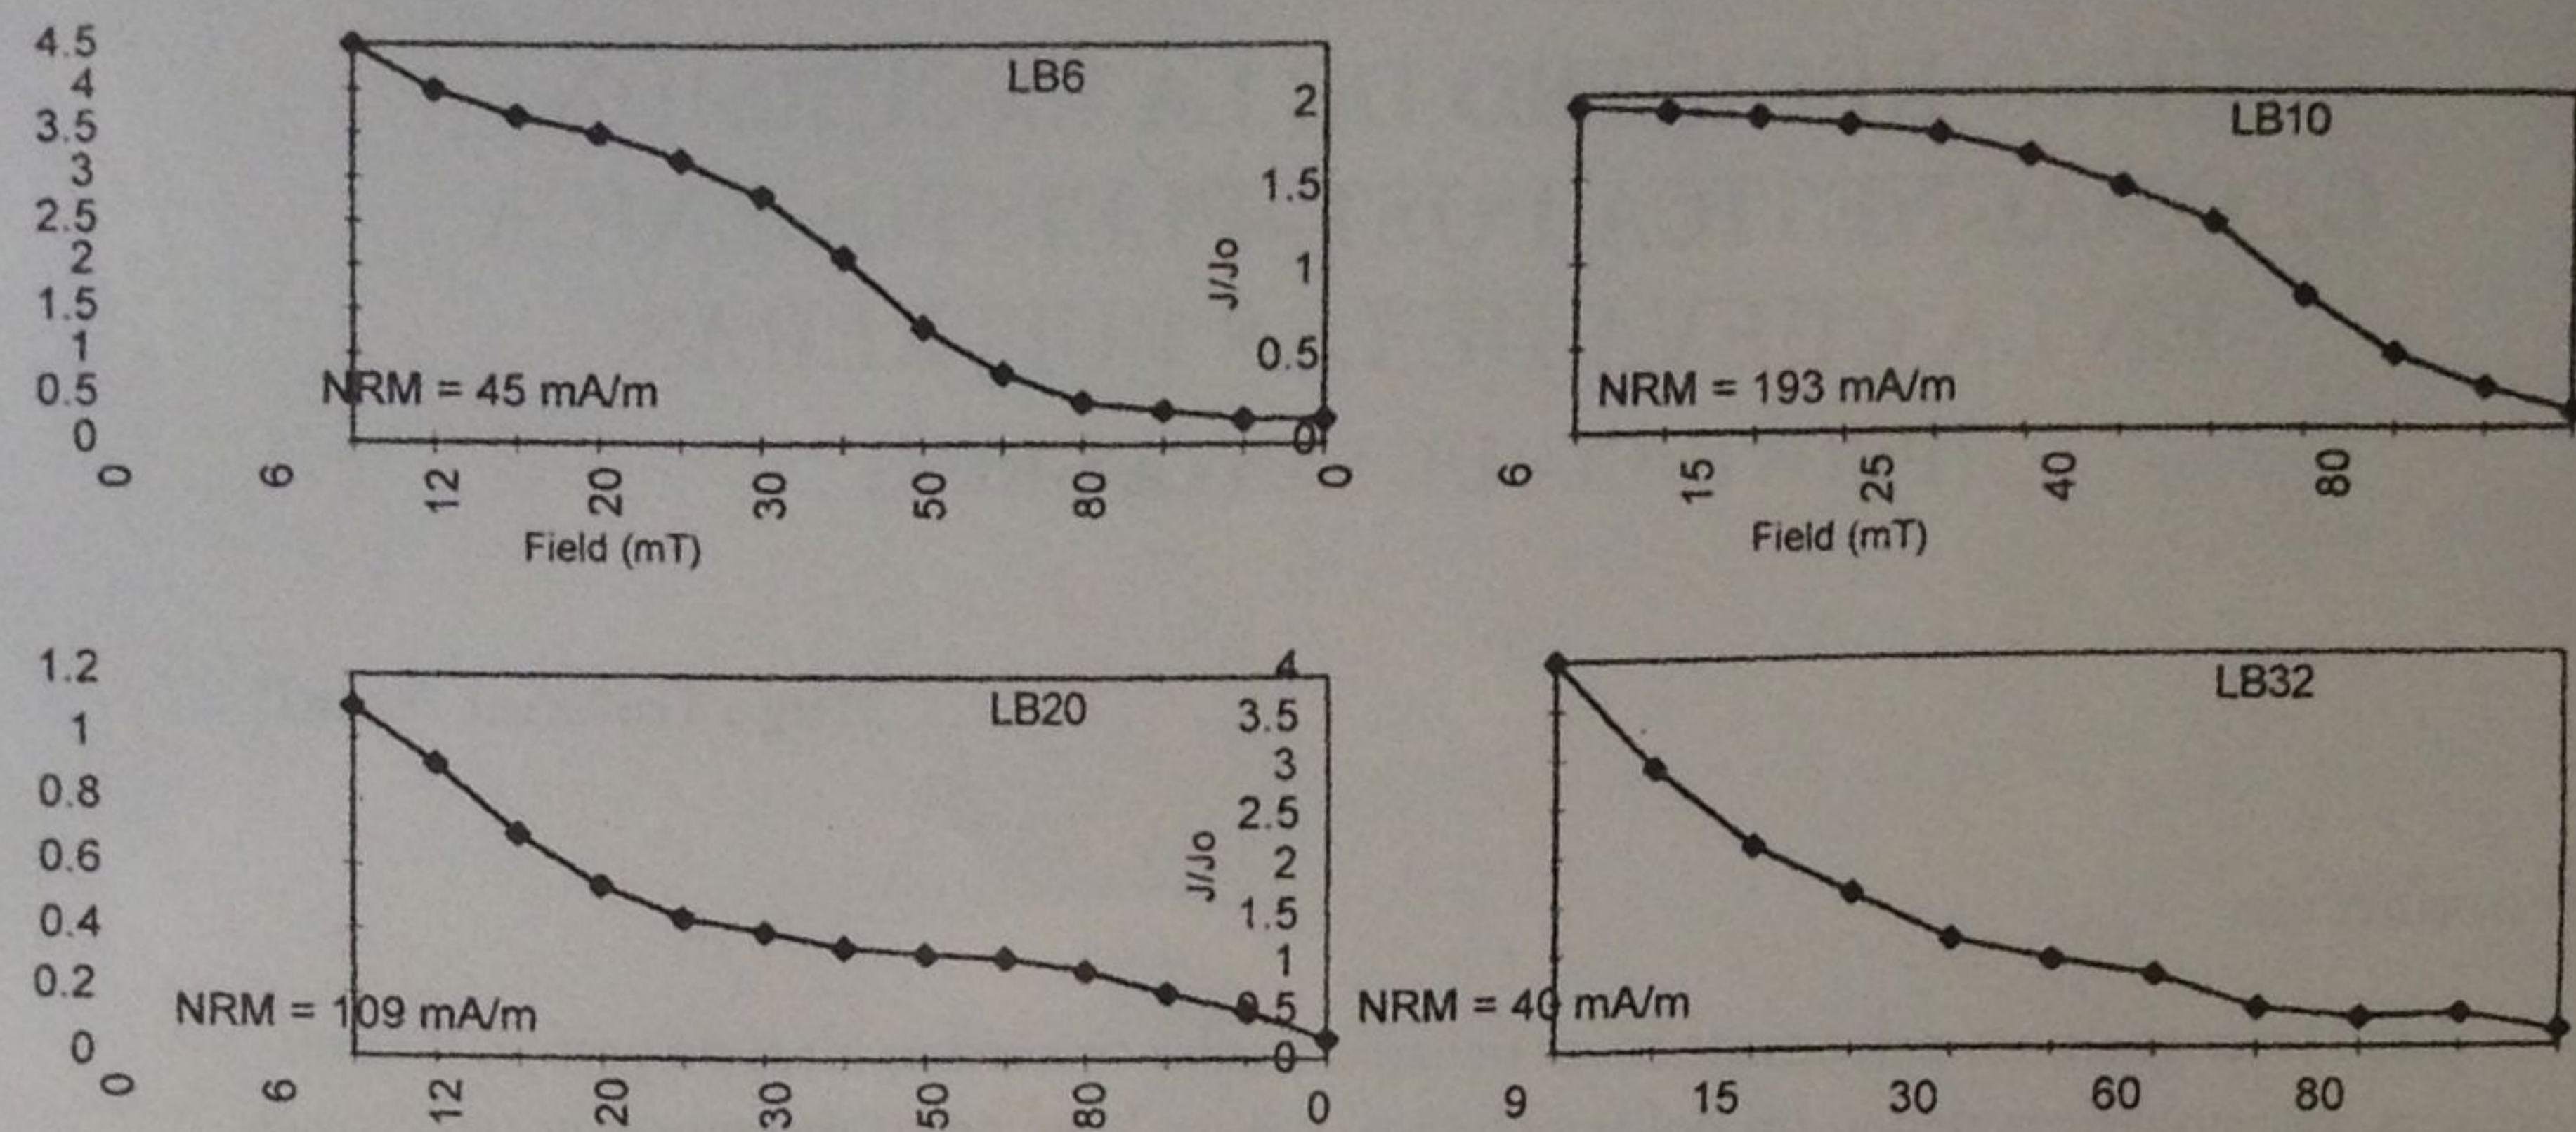 LB6
4.5
4
3.5
3
2.5
2
1.5
1
0.5
0
NRM = 45 mA/m
0 6 12 20 30 50 80
Field (mT)
LB10
J/Jo
2
1.5
1
0.5
0
NRM = 193 mA/m
0 6 15 25 40 80
Field (mT)
LB20
1.2
1
0.8
0.6
0.4
0.2
0
NRM = 109 mA/m
0 6 12 20 30 50 80
LB32
J/Jo
4
3.5
3
2.5
2
1.5
1
0.5
0
NRM = 40 mA/m
0 9 15 30 60 80